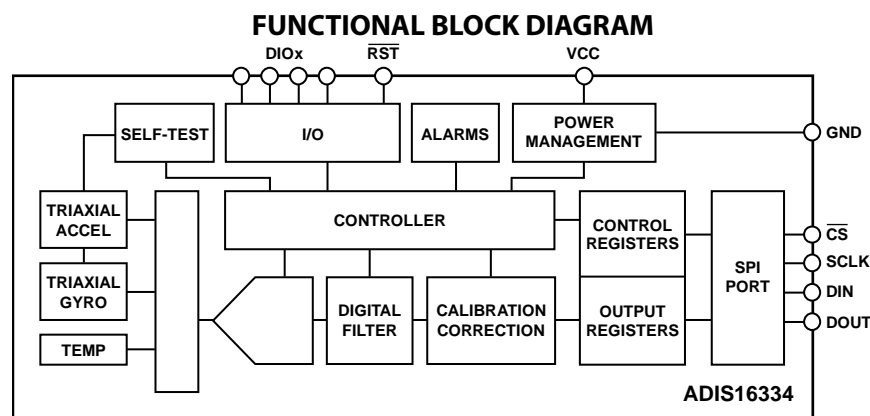 FUNCTIONAL BLOCK DIAGRAM
DIOx
RST
VCC
SELF-TEST
I/O
ALARMS
POWER
MANAGEMENT
GND
TRIAXIAL
ACCEL
CONTROLLER
CONTROL
REGISTERS
CS
SCLK
SPI
PORT
DIN
DOUT
TRIAXIAL
GYRO
DIGITAL
FILTER
CALIBRATION
CORRECTION
OUTPUT
REGISTERS
TEMP
ADIS16334